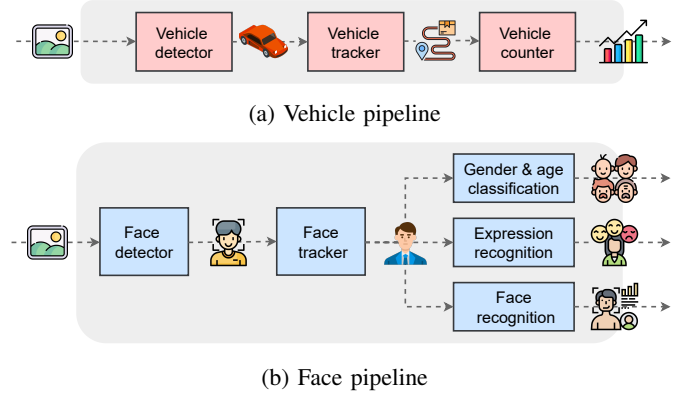 Vehicle
detector
Vehicle
tracker
Vehicle
counter
(a) Vehicle pipeline
Face
detector
Face
tracker
Gender & age
classification
Expression
recognition
Face
recognition
(b) Face pipeline